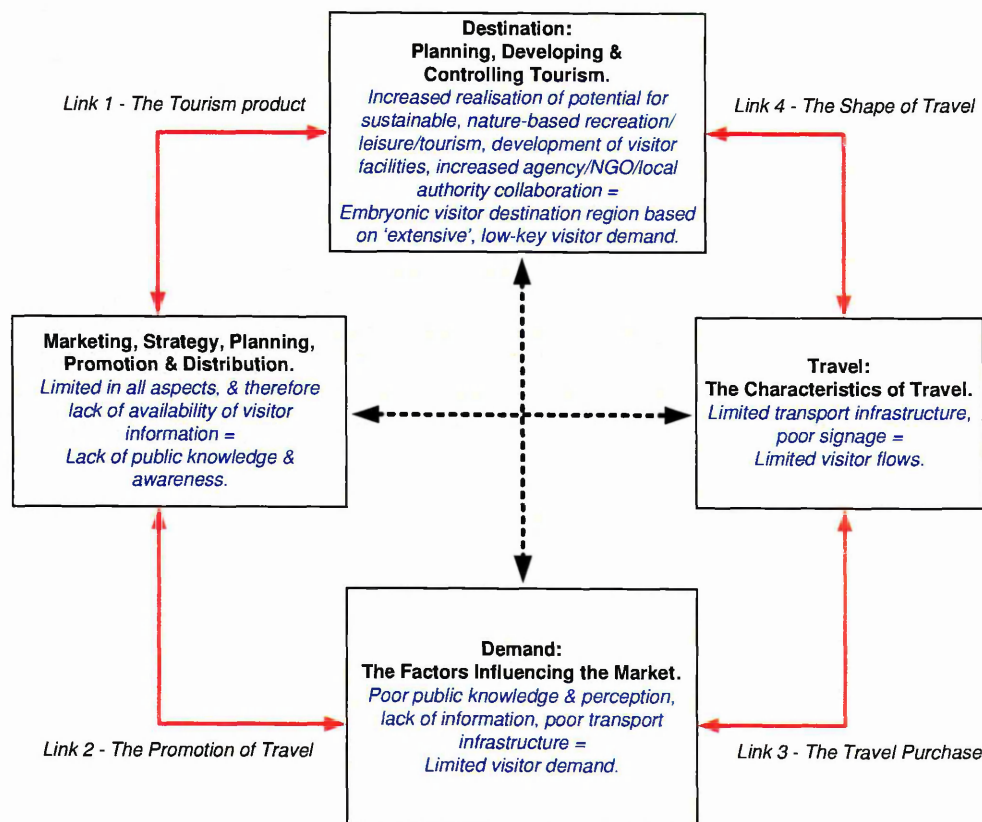 Destination:
Planning, Developing &
Controlling Tourism.
Increased realisation of potential for
sustainable, nature-based recreation/
leisure/tourism, development of visitor
facilities, increased agency/NGO/local
authority collaboration =
Embryonic visitor destination region based
on 'extensive', low-key visitor demand.
Link 1 - The Tourism product
Link 4 - The Shape of Travel
Marketing, Strategy, Planning,
Promotion & Distribution.
Limited in all aspects, & therefore
lack of availability of visitor
information =
Lack of public knowledge &
awareness.
Travel:
The Characteristics of Travel.
Limited transport infrastructure,
poor signage =
Limited visitor flows.
Demand:
The Factors Influencing the Market.
Poor public knowledge & perception,
lack of information, poor transport
infrastructure =
Limited visitor demand.
Link 2 - The Promotion of Travel
Link 3 - The Travel Purchase